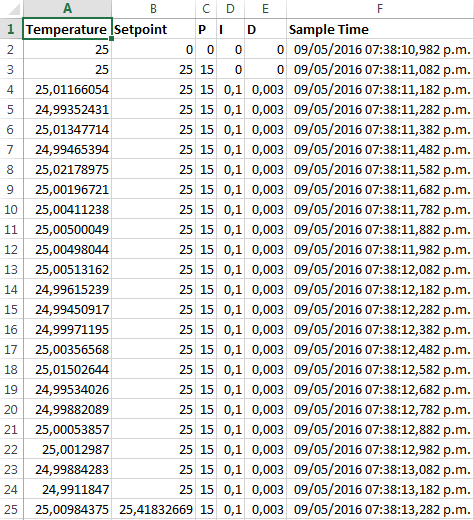 A B C D E F
1 Temperature Setpoint P I D Sample Time
2 25 0 0 0 0 09/05/2016 07:38:10,982 p.m.
3 25 25 15 0 0 09/05/2016 07:38:11,082 p.m.
4 25,01166054 25 15 0,1 0,003 09/05/2016 07:38:11,182 p.m.
5 24,99352431 25 15 0,1 0,003 09/05/2016 07:38:11,282 p.m.
6 25,01347714 25 15 0,1 0,003 09/05/2016 07:38:11,382 p.m.
7 24,99465394 25 15 0,1 0,003 09/05/2016 07:38:11,482 p.m.
8 25,02178975 25 15 0,1 0,003 09/05/2016 07:38:11,582 p.m.
9 25,00196721 25 15 0,1 0,003 09/05/2016 07:38:11,682 p.m.
10 25,00411238 25 15 0,1 0,003 09/05/2016 07:38:11,782 p.m.
11 25,00500049 25 15 0,1 0,003 09/05/2016 07:38:11,882 p.m.
12 25,00498044 25 15 0,1 0,003 09/05/2016 07:38:11,982 p.m.
13 25,00513162 25 15 0,1 0,003 09/05/2016 07:38:12,082 p.m.
14 24,99615239 25 15 0,1 0,003 09/05/2016 07:38:12,182 p.m.
15 24,99450917 25 15 0,1 0,003 09/05/2016 07:38:12,282 p.m.
16 24,99971195 25 15 0,1 0,003 09/05/2016 07:38:12,382 p.m.
17 25,00356568 25 15 0,1 0,003 09/05/2016 07:38:12,482 p.m.
18 25,01502644 25 15 0,1 0,003 09/05/2016 07:38:12,582 p.m.
19 24,99534026 25 15 0,1 0,003 09/05/2016 07:38:12,682 p.m.
20 24,99882089 25 15 0,1 0,003 09/05/2016 07:38:12,782 p.m.
21 25,00053857 25 15 0,1 0,003 09/05/2016 07:38:12,882 p.m.
22 25,0012987 25 15 0,1 0,003 09/05/2016 07:38:12,982 p.m.
23 24,99884283 25 15 0,1 0,003 09/05/2016 07:38:13,082 p.m.
24 24,9911847 25 15 0,1 0,003 09/05/2016 07:38:13,182 p.m.
25 25,00984375 25,41832669 15 0,1 0,003 09/05/2016 07:38:13,282 p.m.